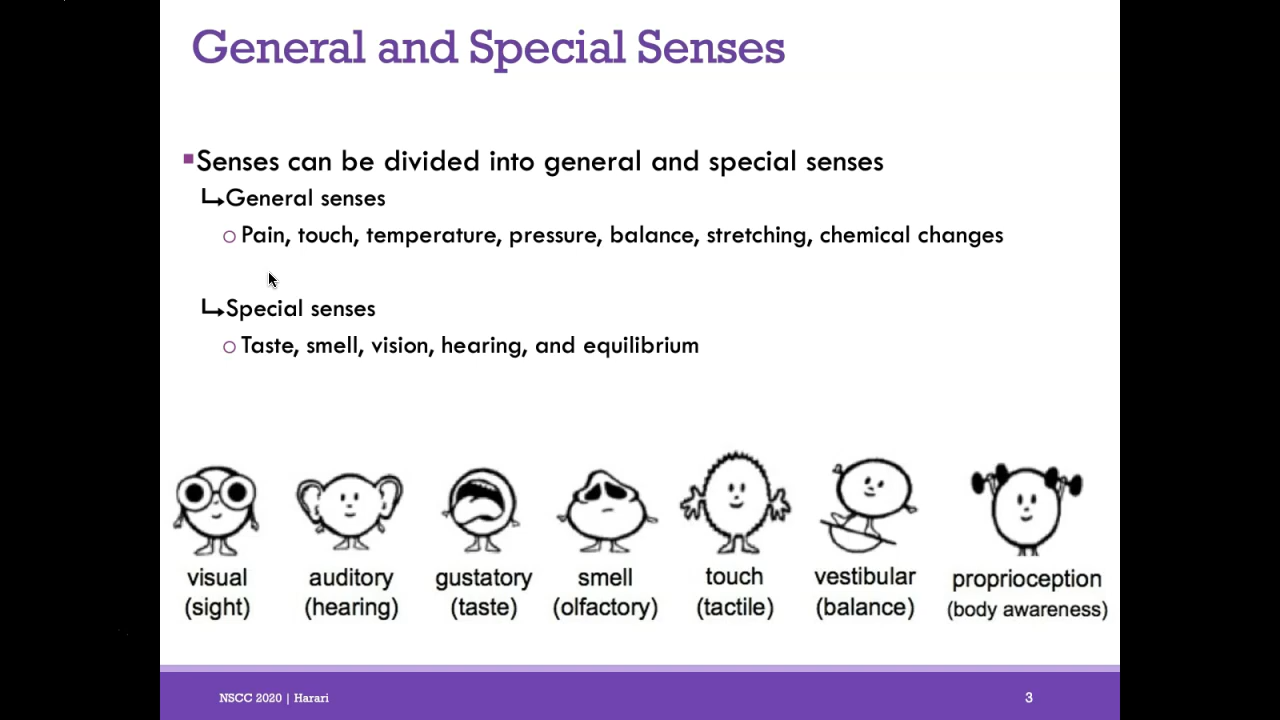 General and Special Senses
Senses can be divided into general and special senses
General senses
Pain, touch, temperature, pressure, balance, stretching, chemical changes
Special senses
Taste, smell, vision, hearing, and equilibrium
visual
(sight)
auditory
(hearing)
gustatory
(taste)
smell
(olfactory)
touch
(tactile)
vestibular
(balance)
proprioception
(body awareness)
NSCC 2020 | Harari
3